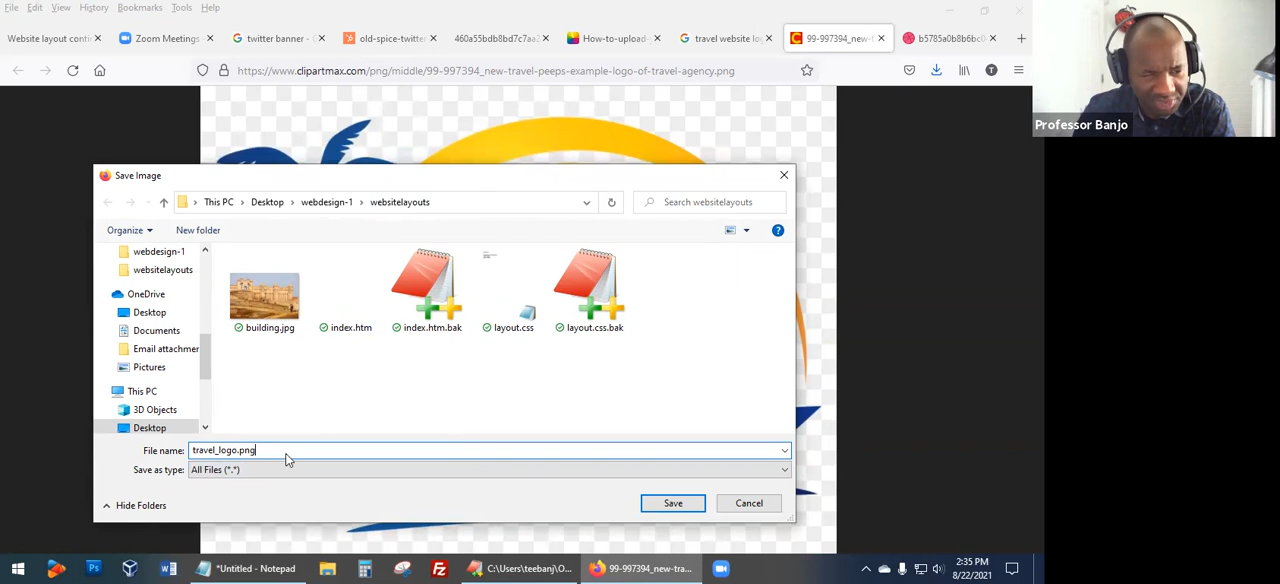 File Edit View History Bookmarks Tools Help
Website layout conti Zoom Meetings twitter banner - G old-spice-twitter 460a55bdb8bd7c7aa2 How-to-upload- travel website log 99-997394_new-t b5785a0b8b6bc0
https://www.clipartmax.com/png/middle/99-997394_new-travel-peeps-example-logo-of-travel-agency.png T
Professor Banjo
Save Image
This PC Desktop webdesign-1 websitelayouts Search websitelayouts
Organize New folder
webdesign-1
websitelayouts
OneDrive
Desktop
Documents
Email attachmer
Pictures
This PC
3D Objects
Desktop
building.jpg index.htm index.htm.bak layout.css layout.css.bak
File name: travel_logo.png
Save as type: All Files (*.*)
Hide Folders Save Cancel
*Untitled - Notepad C:\Users\teebanj\O... 99-997394_new-tra...
2:35 PM
8/22/2021